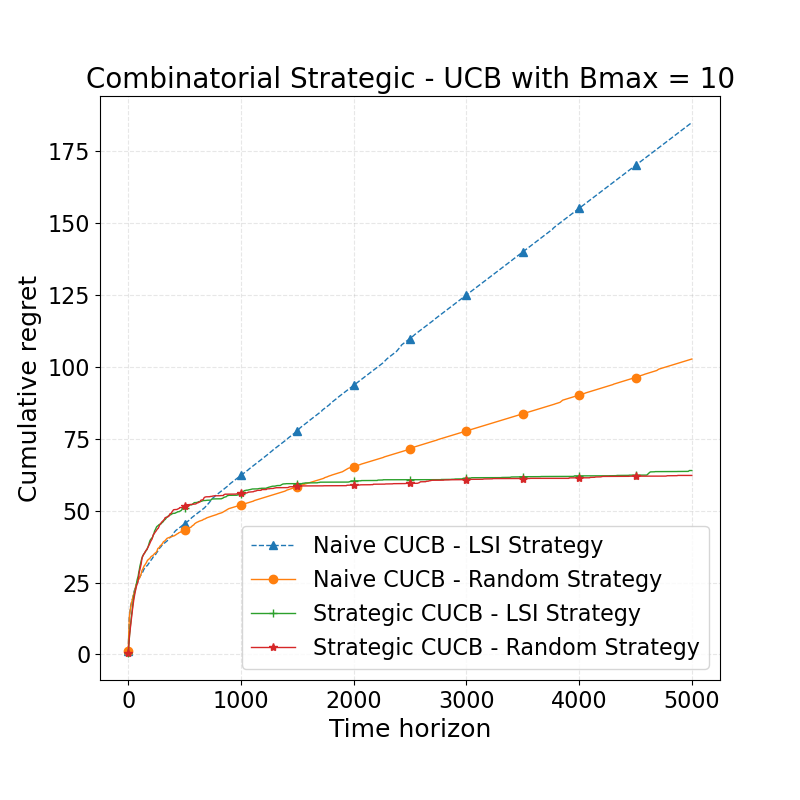 Combinatorial Strategic - UCB with Bmax = 10
Cumulative regret
175
150
125
100
75
50
25
0
Naive CUCB - LSI Strategy
Naive CUCB - Random Strategy
Strategic CUCB - LSI Strategy
Strategic CUCB - Random Strategy
0 1000 2000 3000 4000 5000
Time horizon